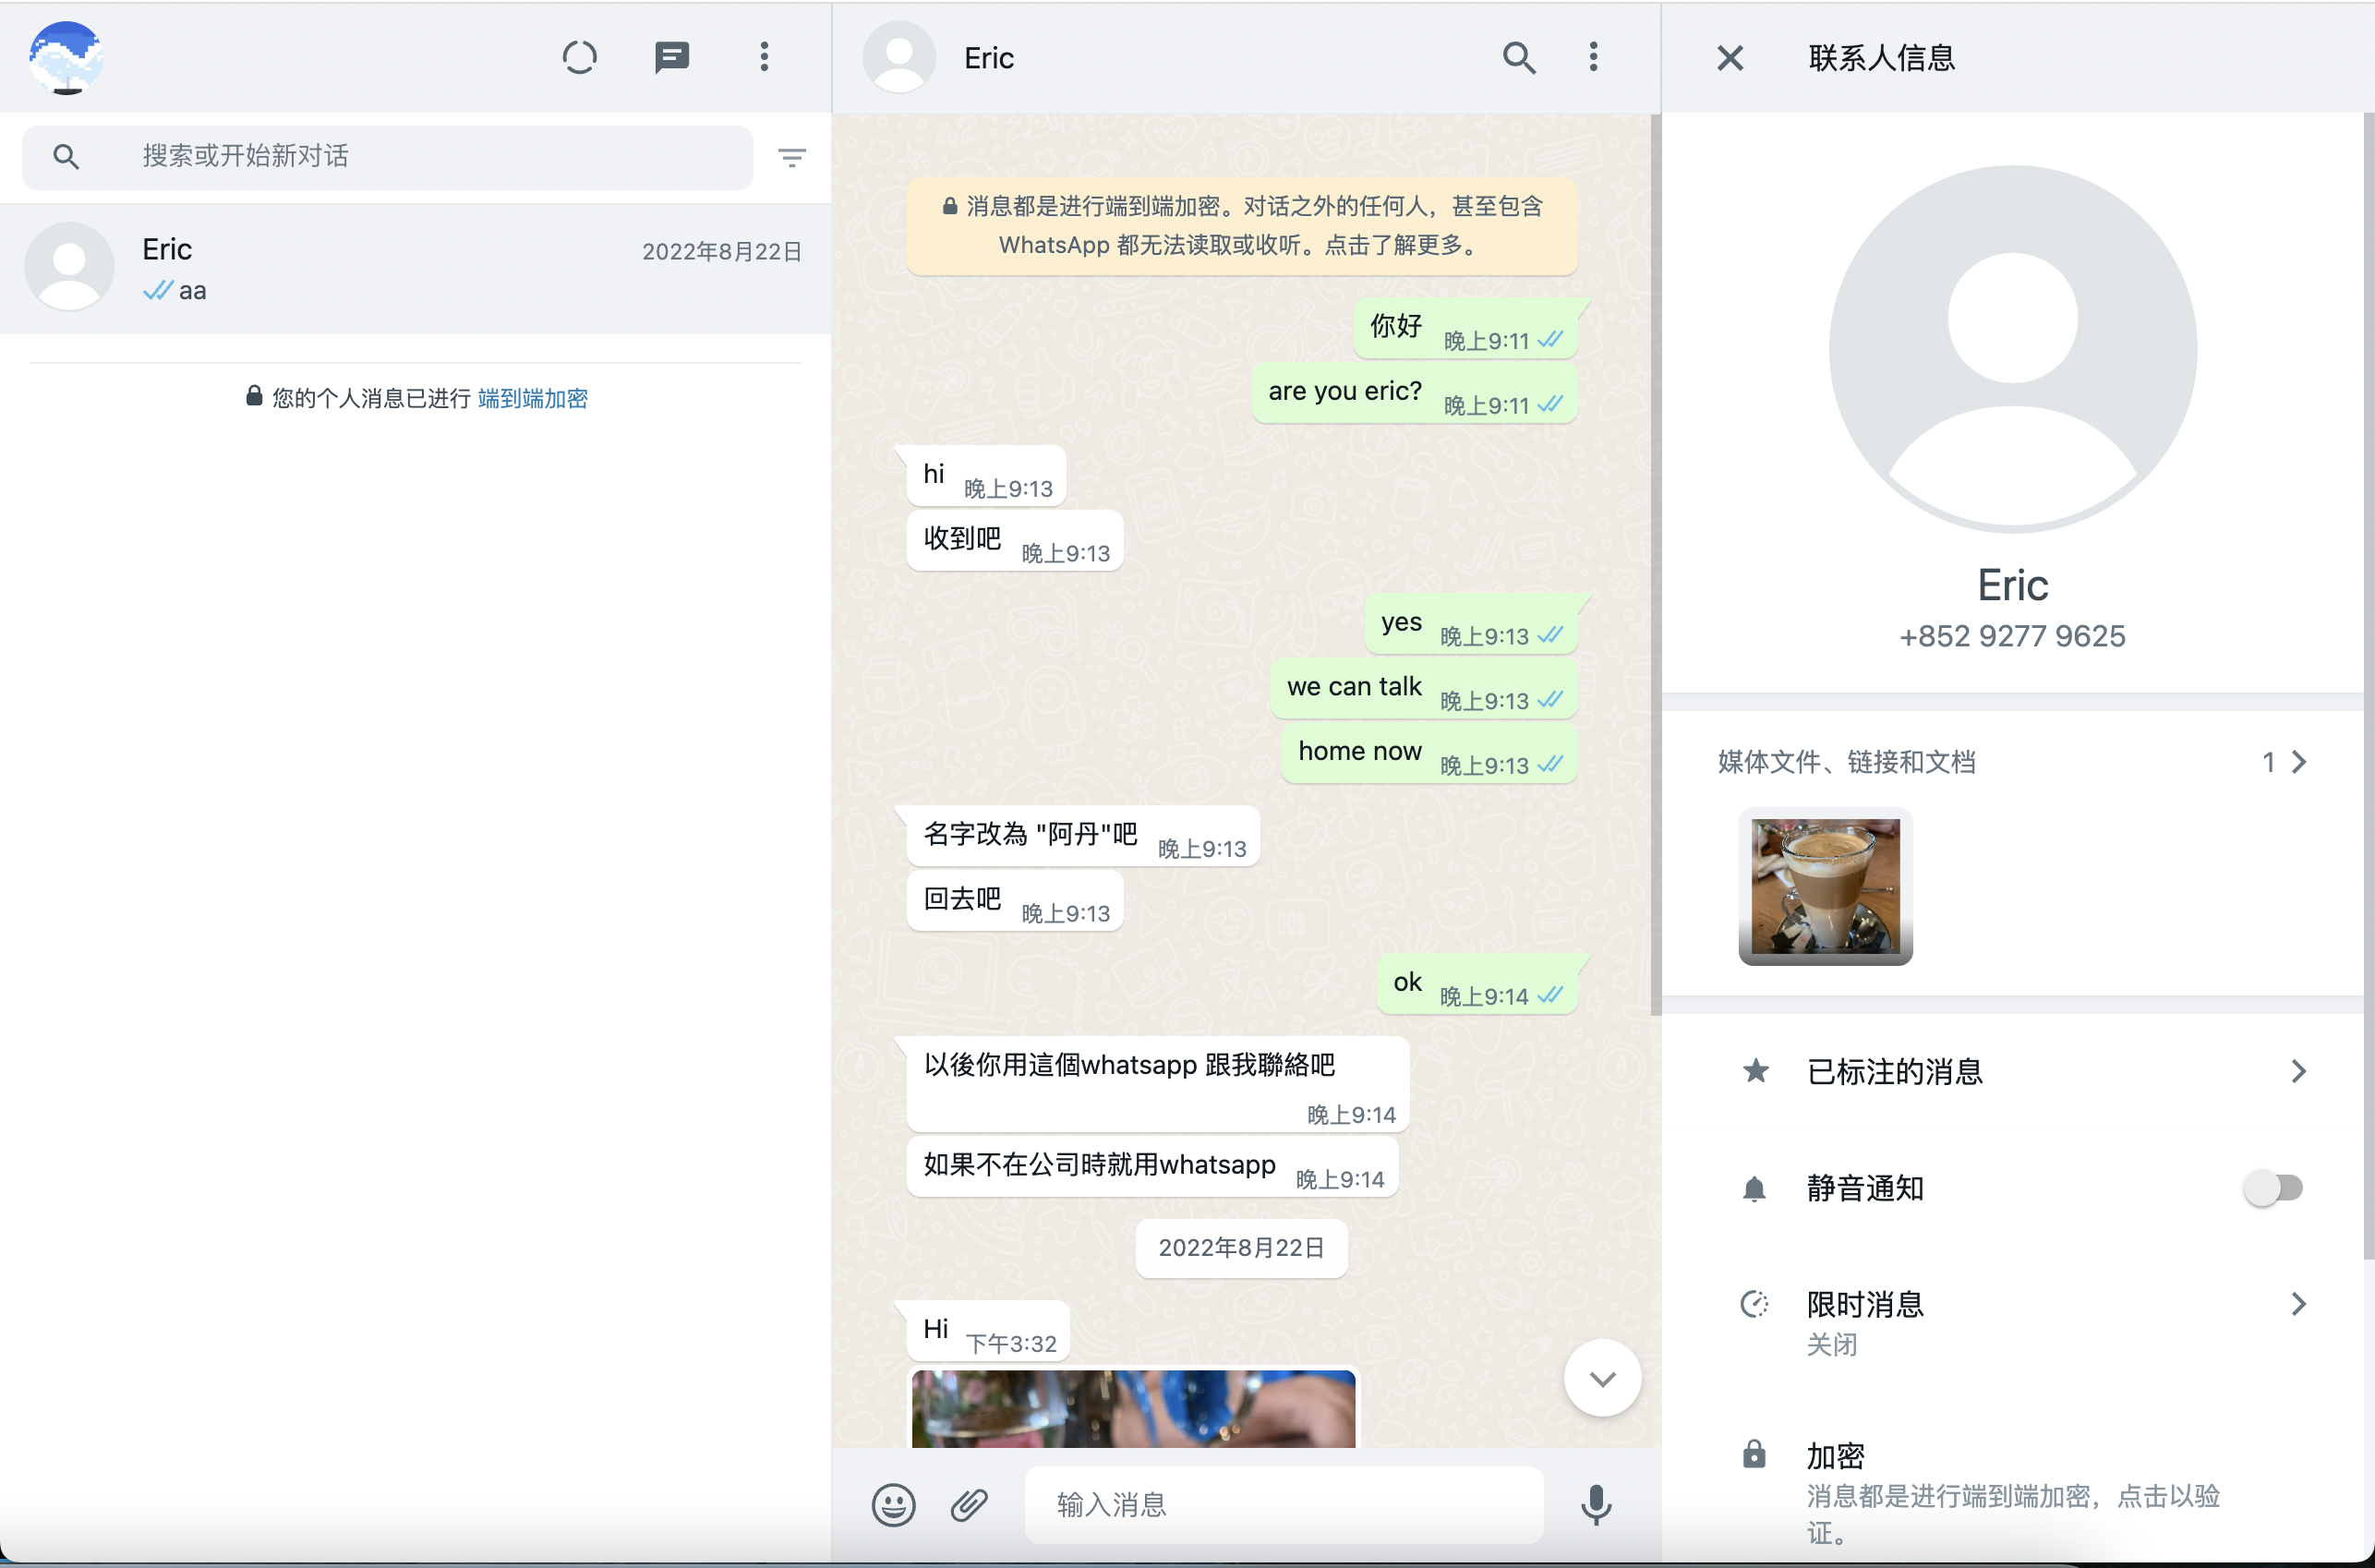 搜索或开始新对话
Eric
2022年8月22日
aa
您的个人消息已进行 端到端加密
Eric
消息都是进行端到端加密。对话之外的任何人，甚至包含
WhatsApp 都无法读取或收听。点击了解更多。
你好 晚上9:11
are you eric? 晚上9:11
hi 晚上9:13
收到吧 晚上9:13
yes 晚上9:13
we can talk 晚上9:13
home now 晚上9:13
名字改為 "阿丹"吧 晚上9:13
回去吧 晚上9:13
ok 晚上9:14
以後你用這個whatsapp 跟我聯絡吧
晚上9:14
如果不在公司時就用whatsapp 晚上9:14
2022年8月22日
Hi 下午3:32
输入消息
联系人信息
Eric
+852 9277 9625
媒体文件、链接和文档 1
已标注的消息
静音通知
限时消息
关闭
加密
消息都是进行端到端加密，点击以验
证。